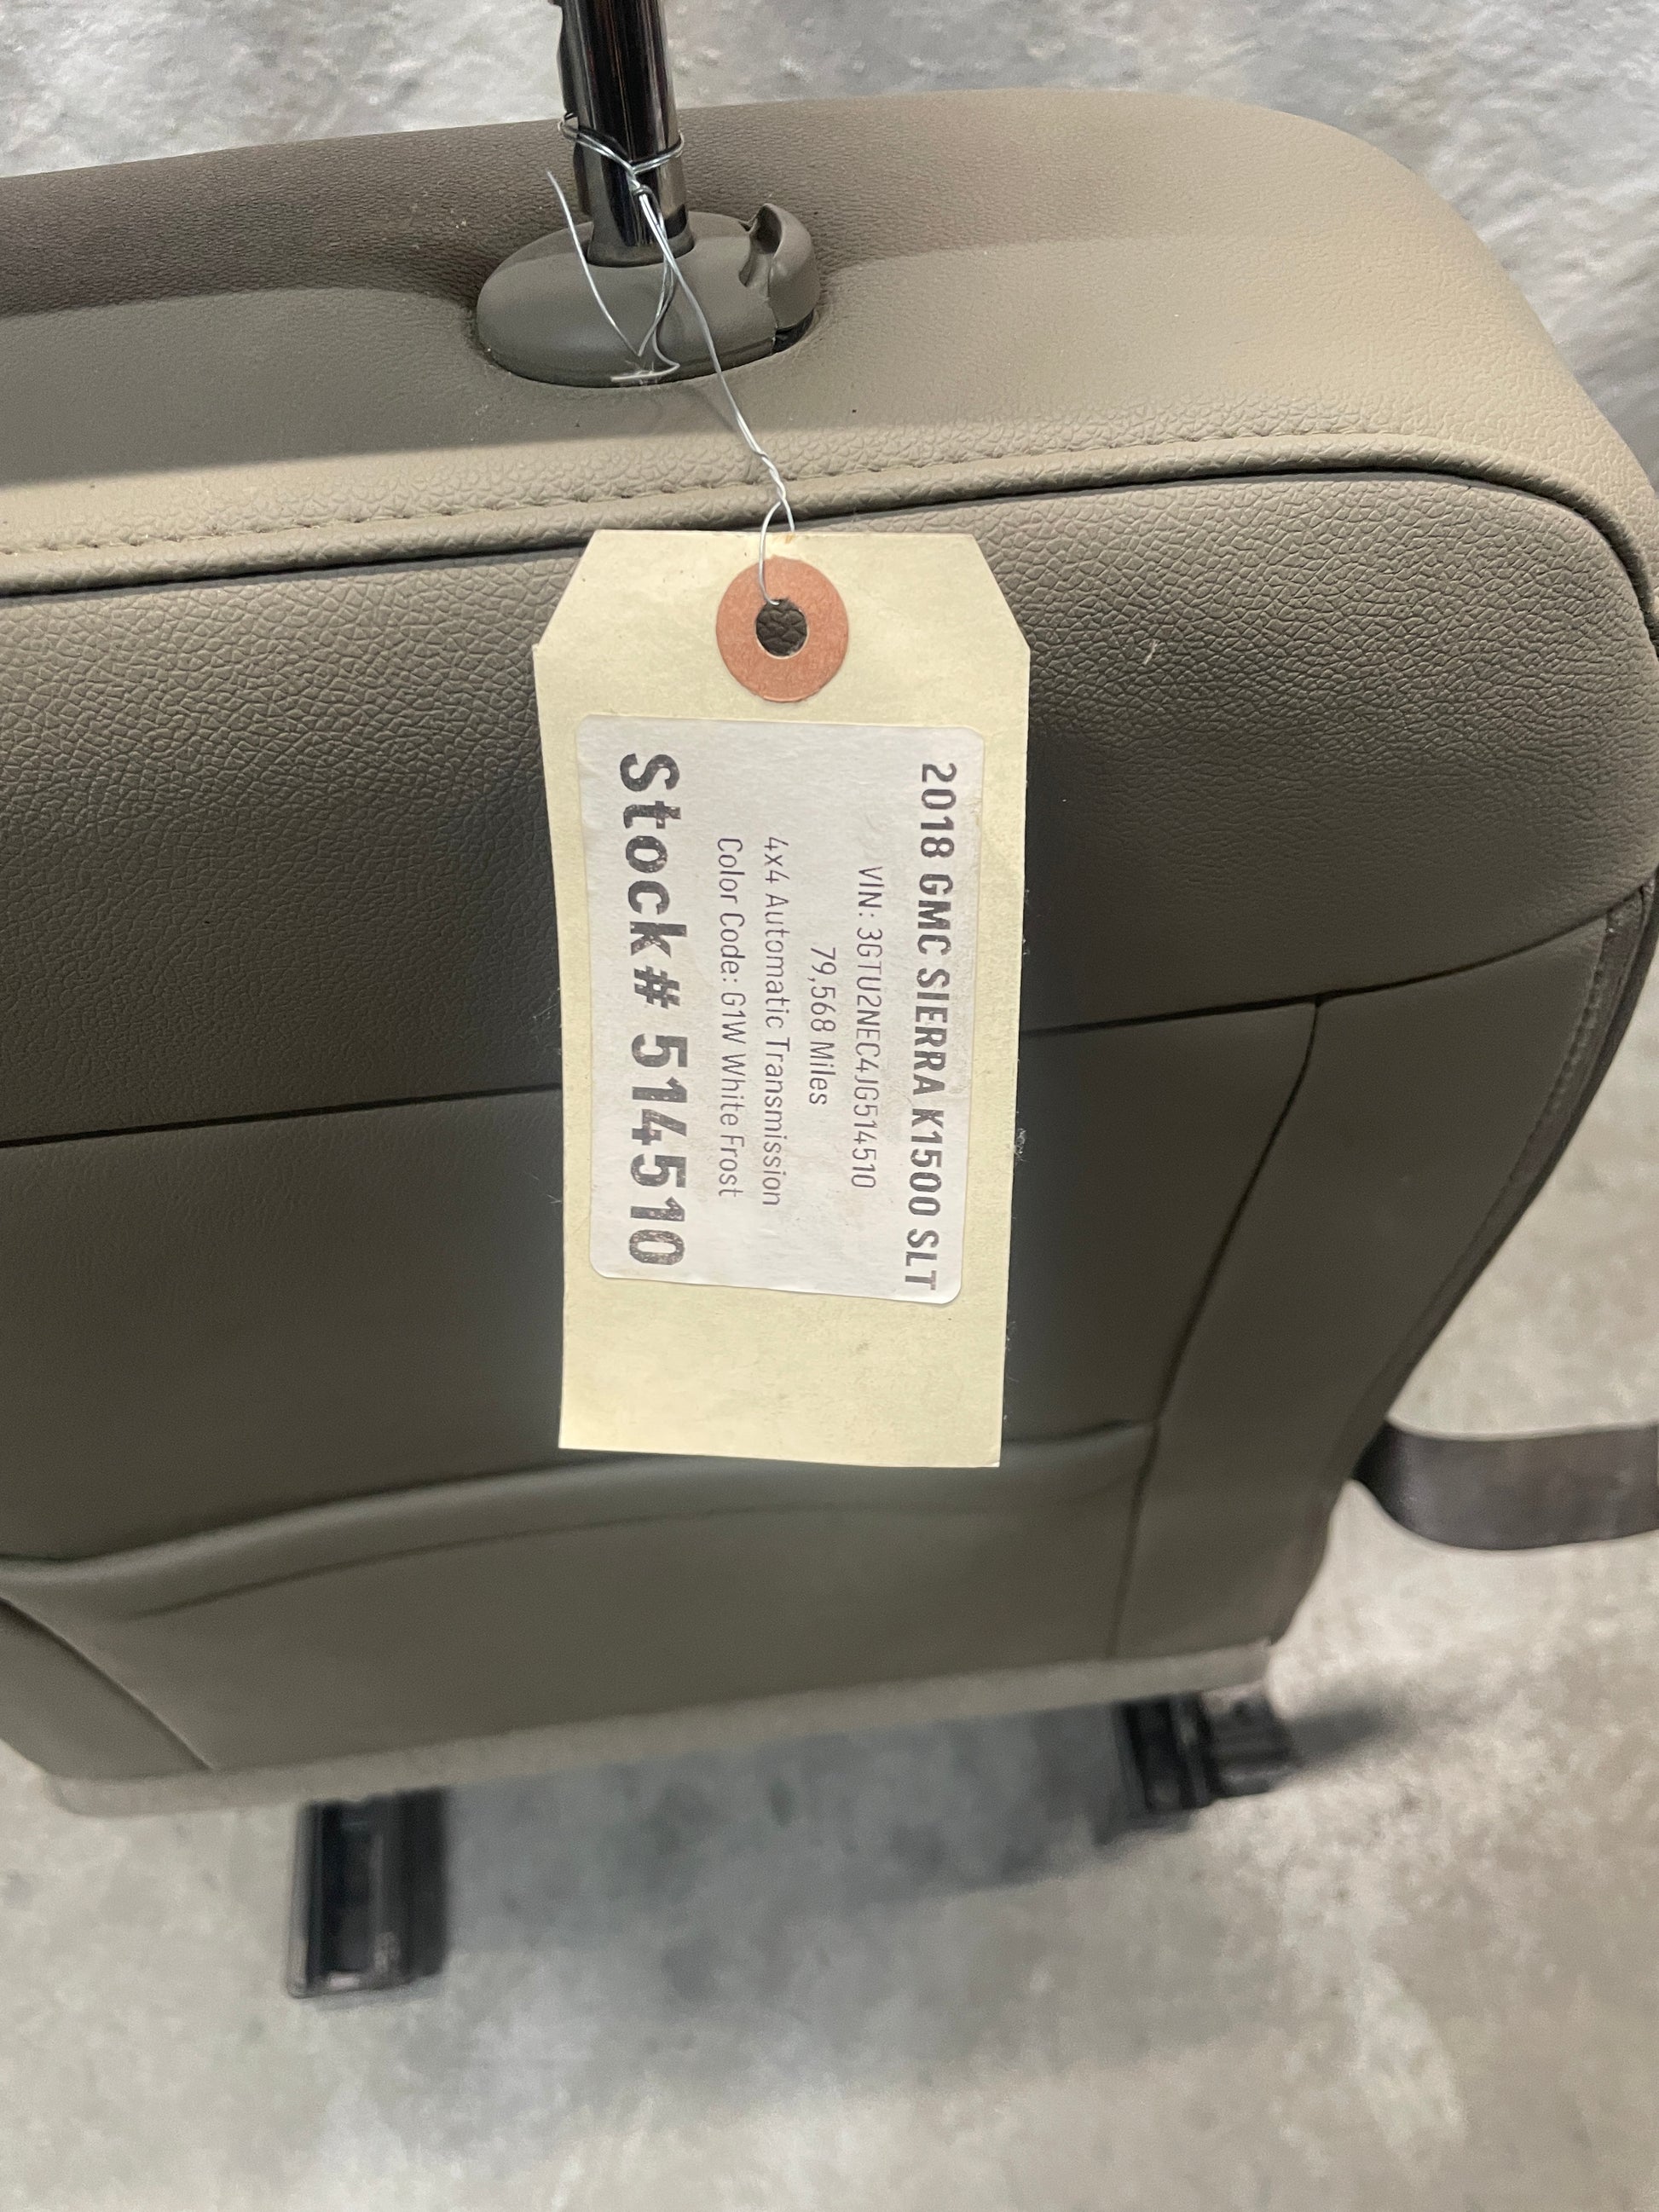 2018 GMC SIERRA K1500 SLT
VIN: 3GTU2NEC4JG514510
79,568 Miles
4x4 Automatic Transmission
Color Code: G1W White Frost
Stock# 514510